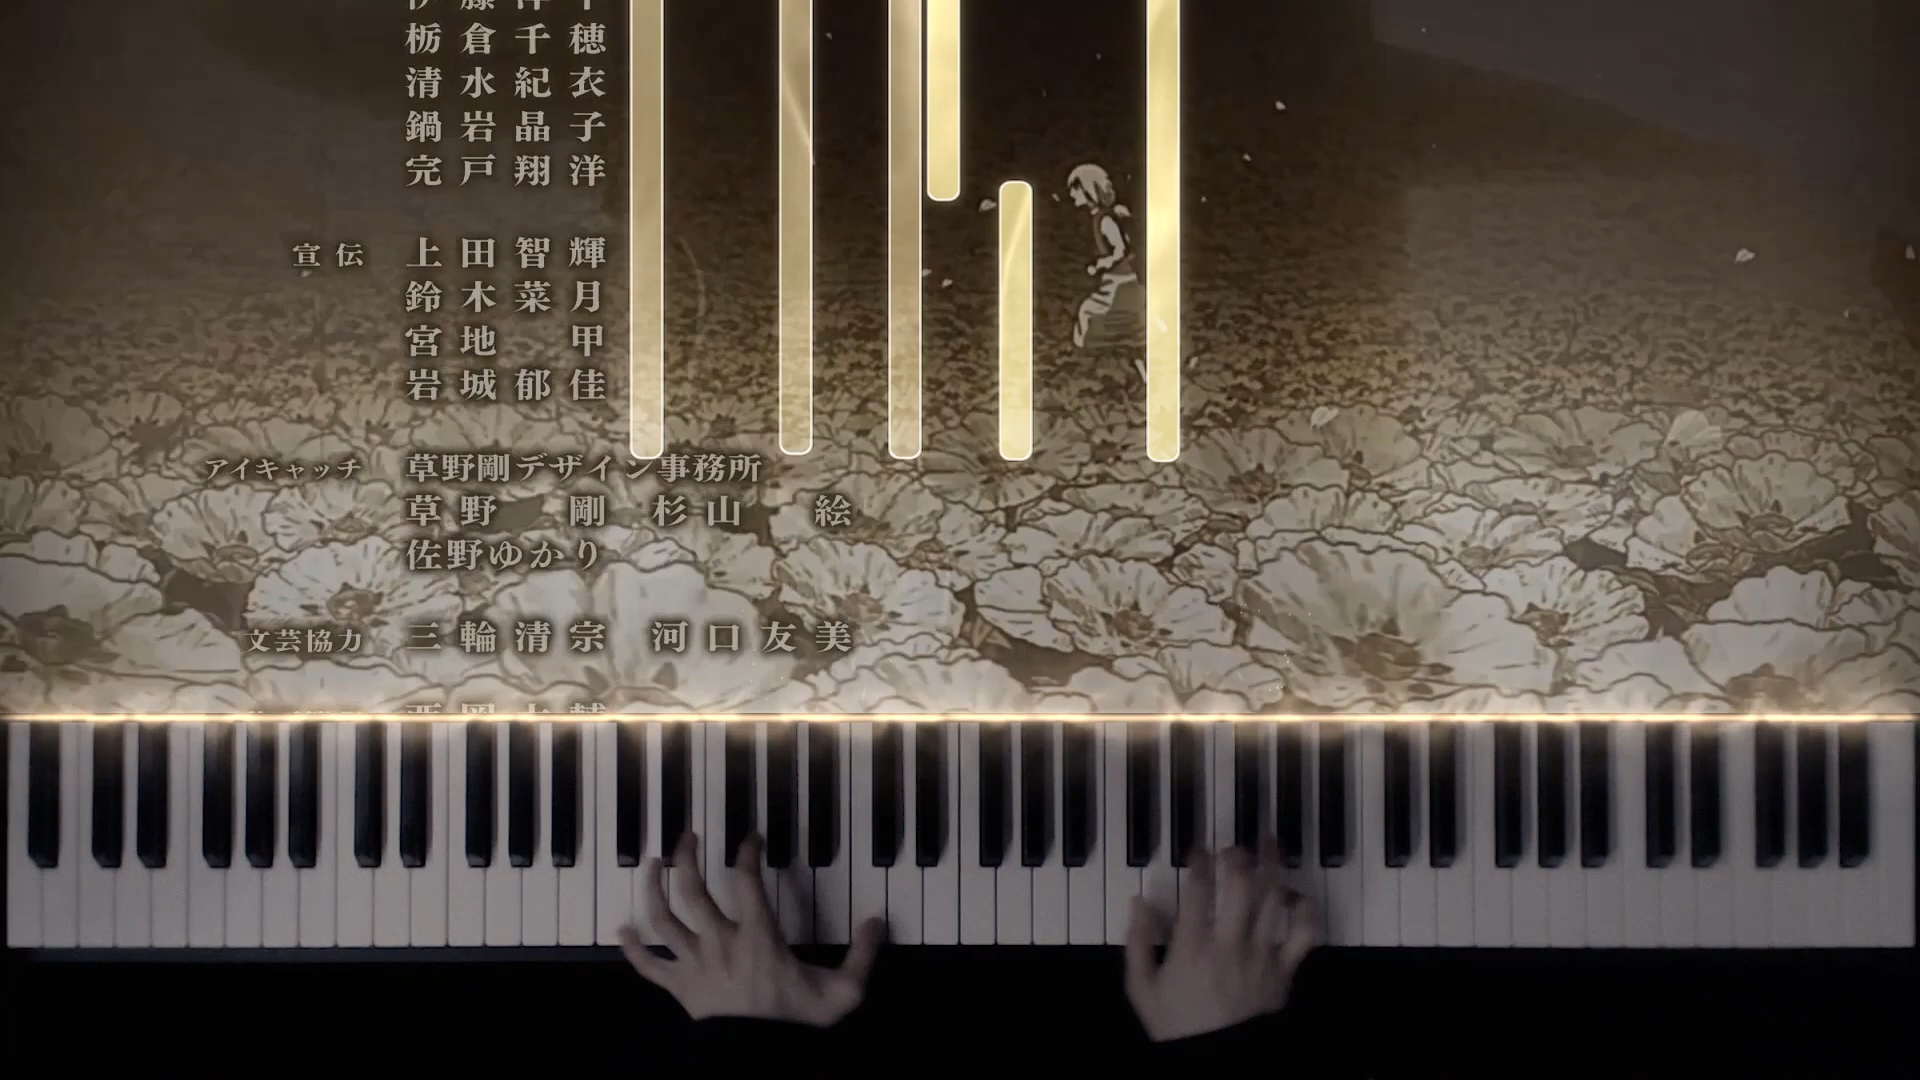 栃倉千穂
清水紀衣
鍋岩晶子
完戸翔洋
宣伝 上田智輝
鈴木菜月
宮地 甲
岩城郁佳
アイキャッチ 草野剛デザイン事務所
草野 剛 杉山 絵
佐野ゆかり
文芸協力 三輪清宗 河口友美